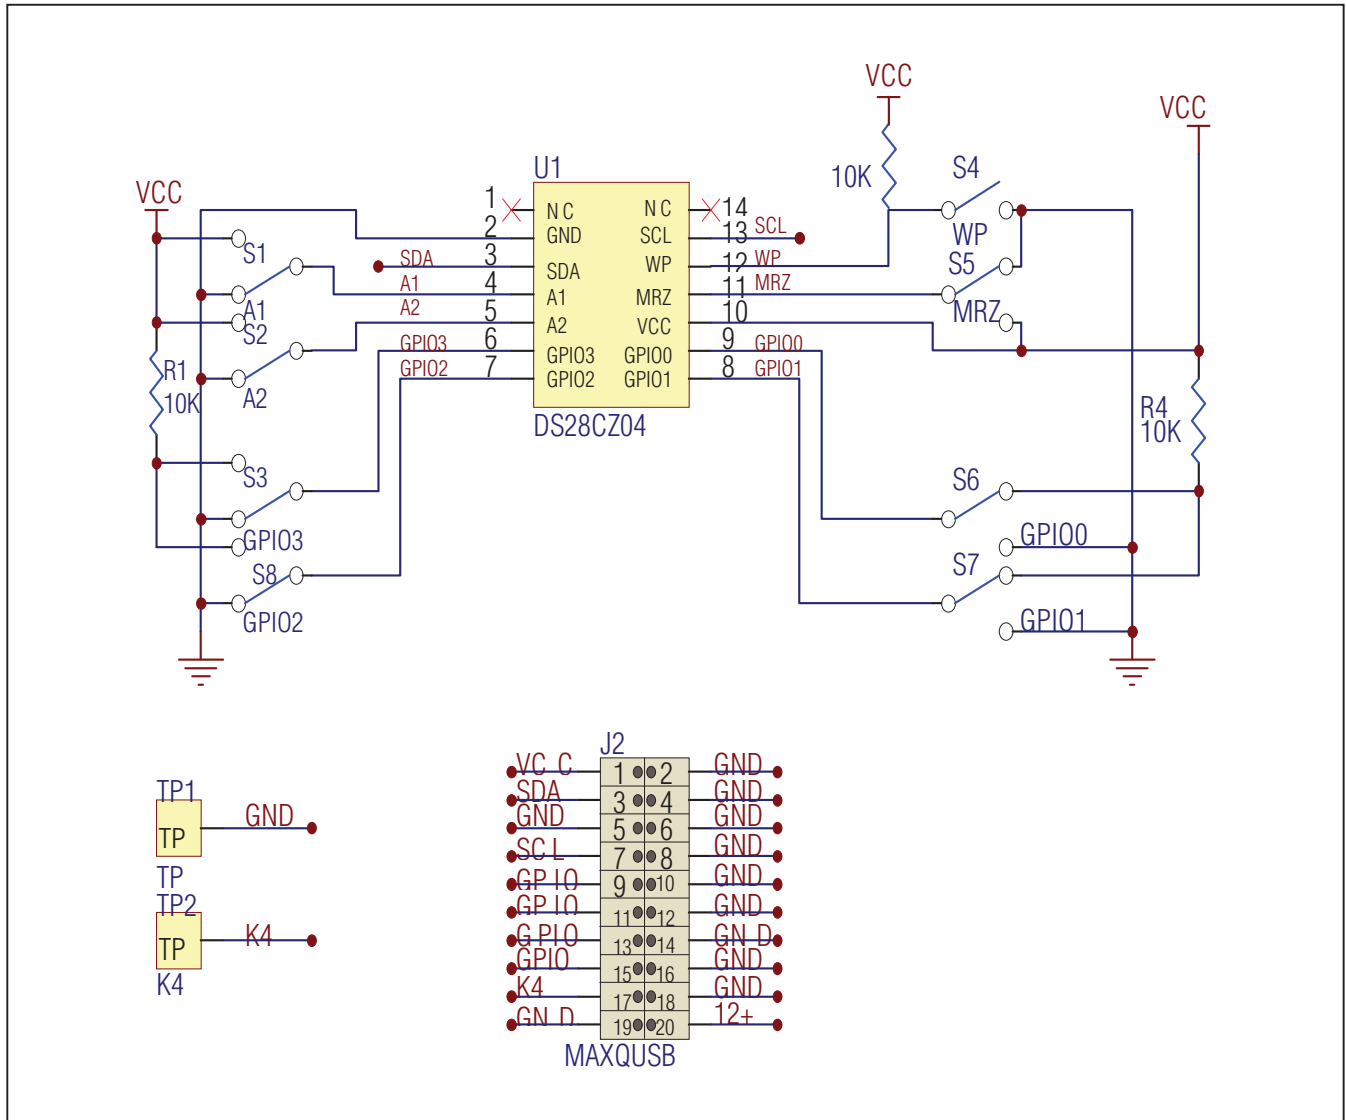 VCC
VCC
VCC
U1
10K
S4
1 NC NC 14
2 GND SCL 13 SCL
WP
SDA 3 SDA WP 12 WP
S5
S1
A1 4 A1 MRZ 11 MRZ
A1
A2 5 A2 VCC 10
MRZ
S2
GPIO3 6 GPIO3 GPIO0 9 GPIO0
GPIO2 7 GPIO2 GPIO1 8 GPIO1
R1
10K
A2
DS28CZ04
R4
10K
S3
S6
GPIO3
GPIO0
S8
S7
GPIO2
GPIO1
J2
VC C 1 2 GND
SDA 3 4 GND
GND 5 6 GND
SC L 7 8 GND
GP IO 9 10 GND
GP IO 11 12 GND
G PIO 13 14 GN D
GPIO 15 16 GND
K4 17 18 GND
GN D 19 20 12+
MAXQUSB
TP1
TP GND
TP
TP2
TP K4
K4